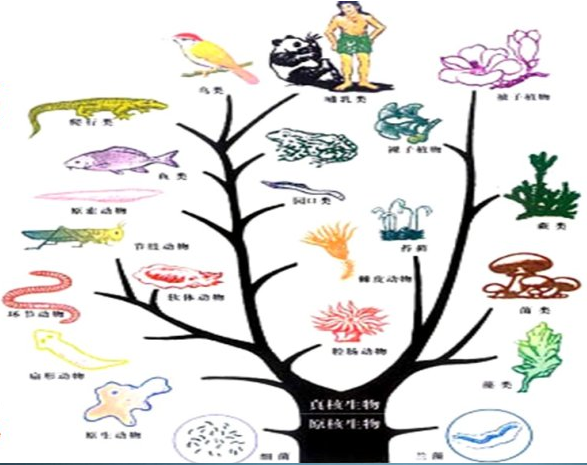 鸟类
哺乳类
被子植物
爬行类
裸子植物
鱼类
圆口类
原索动物
蕨类
苔藓
节肢动物
棘皮动物
软体动物
环节动物
菌类
腔肠动物
扁形动物
藻类
真核生物
原核生物
原生动物
细菌
兰藻